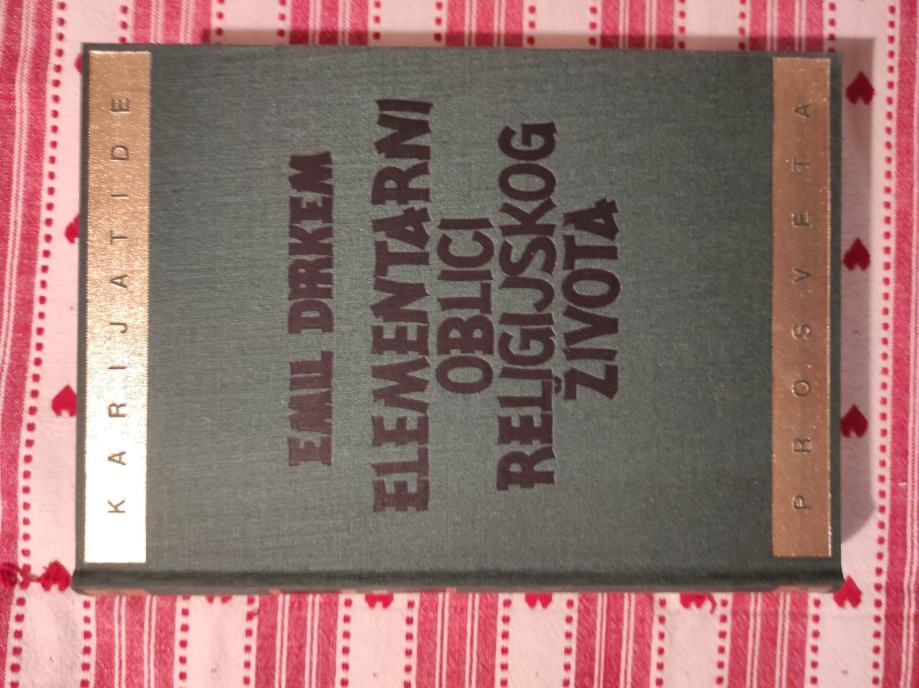 KARIJATIDE
EMIL DIRKEM
ELEMENTARNI
OBLICI
RELIGIJSKOG
ŽIVOTA
PROSVETA